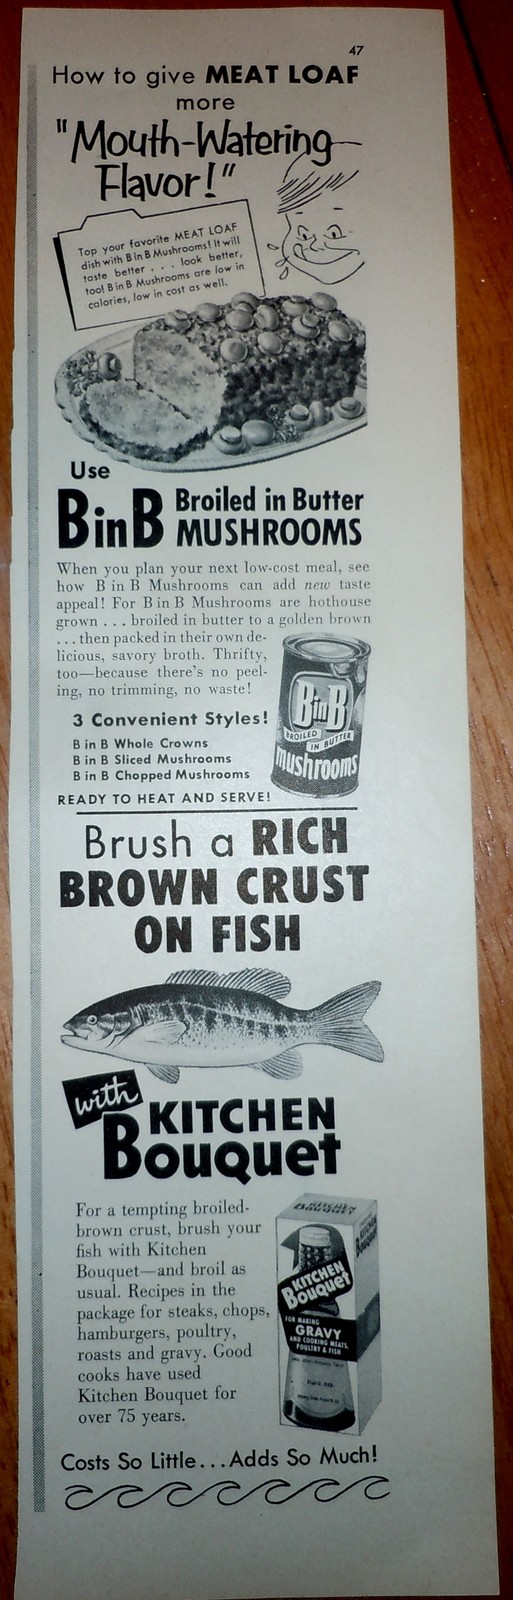 47
How to give MEAT LOAF
more
"Mouth-Watering
Flavor!"
Top your favorite MEAT LOAF
dish with B in B Mushrooms! It will
taste better . . . look better,
too! B in B Mushrooms are low in
calories, low in cost as well.
Use
B in B Broiled in Butter
MUSHROOMS
When you plan your next low-cost meal, see
how B in B Mushrooms can add new taste
appeal! For B in B Mushrooms are hothouse
grown . . . broiled in butter to a golden brown
. . . then packed in their own de-
licious, savory broth. Thrifty,
too—because there's no peel-
ing, no trimming, no waste!
B in B
BROILED
IN BUTTER
mushrooms
3 Convenient Styles!
B in B Whole Crowns
B in B Sliced Mushrooms
B in B Chopped Mushrooms
READY TO HEAT AND SERVE!
Brush a RICH
BROWN CRUST
ON FISH
with
KITCHEN
Bouquet
For a tempting broiled-
brown crust, brush your
fish with Kitchen
Bouquet—and broil as
usual. Recipes in the
package for steaks, chops,
hamburgers, poultry,
roasts and gravy. Good
cooks have used
Kitchen Bouquet for
over 75 years.
KITCHEN
Bouquet
KITCHEN
BOUQUET
KITCHEN
Bouquet
FOR MAKING
GRAVY
AND COOKING MEATS,
POULTRY & FISH
Costs So Little . . . Adds So Much!